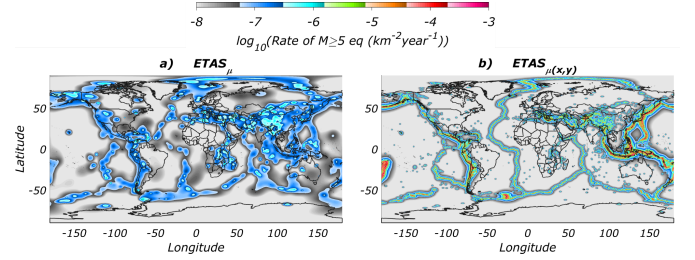 -8 -7 -6 -5 -4 -3
log10(Rate of M≥5 eq (km-2year-1))
a) ETASμ
b) ETASμ(x,y)
Latitude
50
0
-50
50
0
-50
-150 -100 -50 0 50 100 150
-150 -100 -50 0 50 100 150
Longitude
Longitude